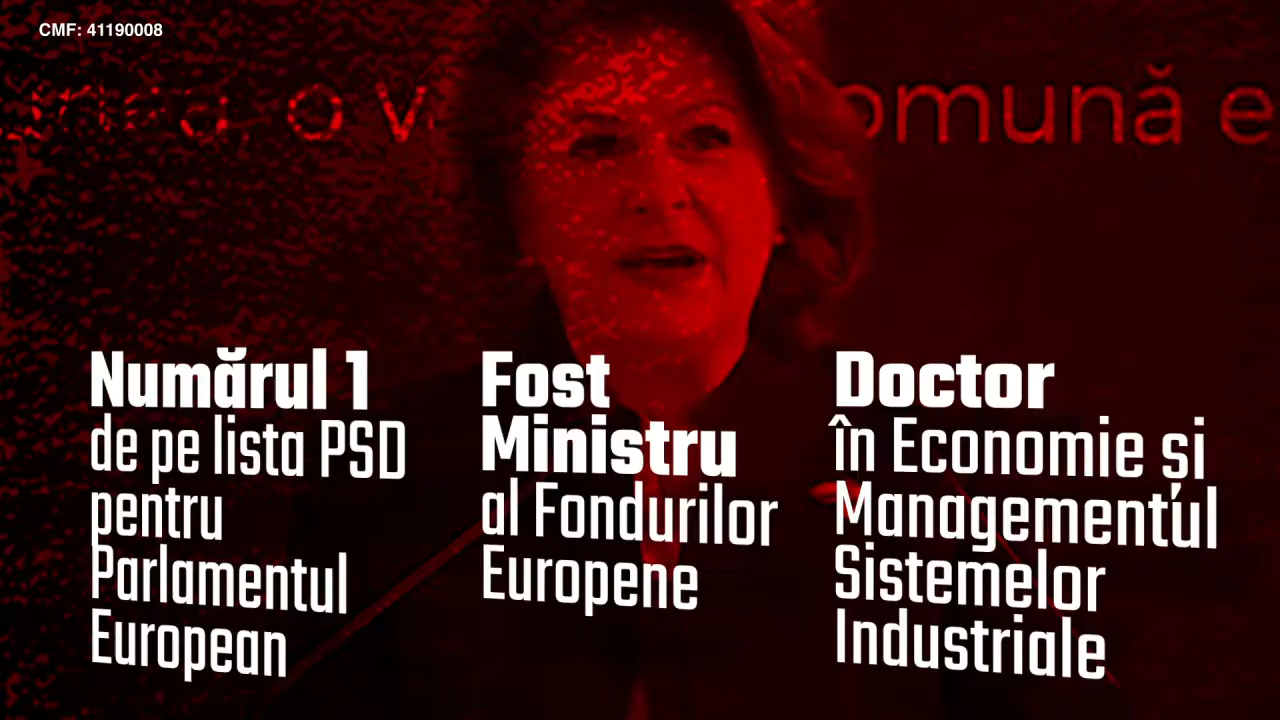 CMF: 41190008
omună e
Numărul 1
de pe lista PSD
pentru
Parlamentul
European
Fost
Ministru
al Fondurilor
Europene
Doctor
în Economie și
Managementul
Sistemelor
Industriale